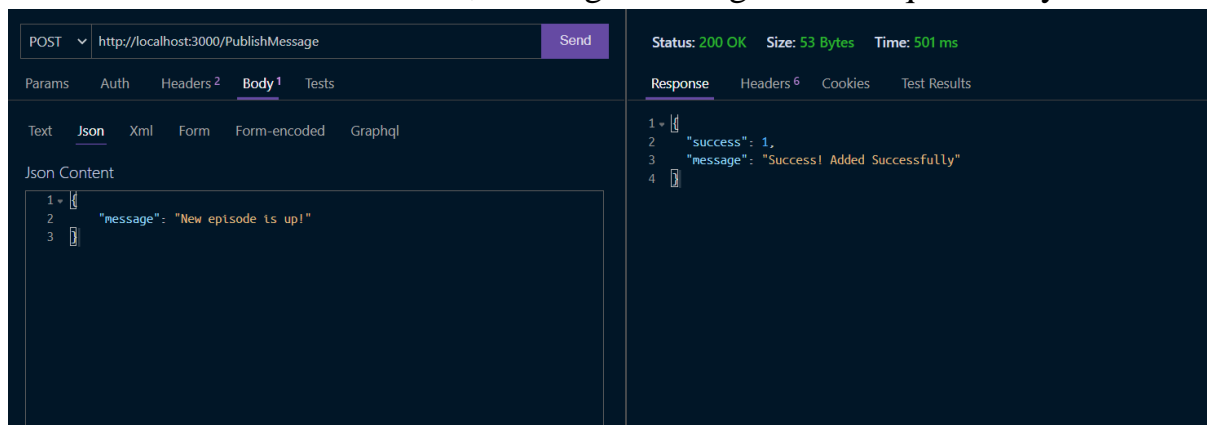 POST http://localhost:3000/PublishMessage Send
Params Auth Headers 2 Body 1 Tests
Text Json Xml Form Form-encoded Graphql
Json Content
1 {
2 "message": "New episode is up!"
3 }
Status: 200 OK Size: 53 Bytes Time: 501 ms
Response Headers 6 Cookies Test Results
1 {
2 "success": 1,
3 "message": "Success! Added Successfully"
4 }